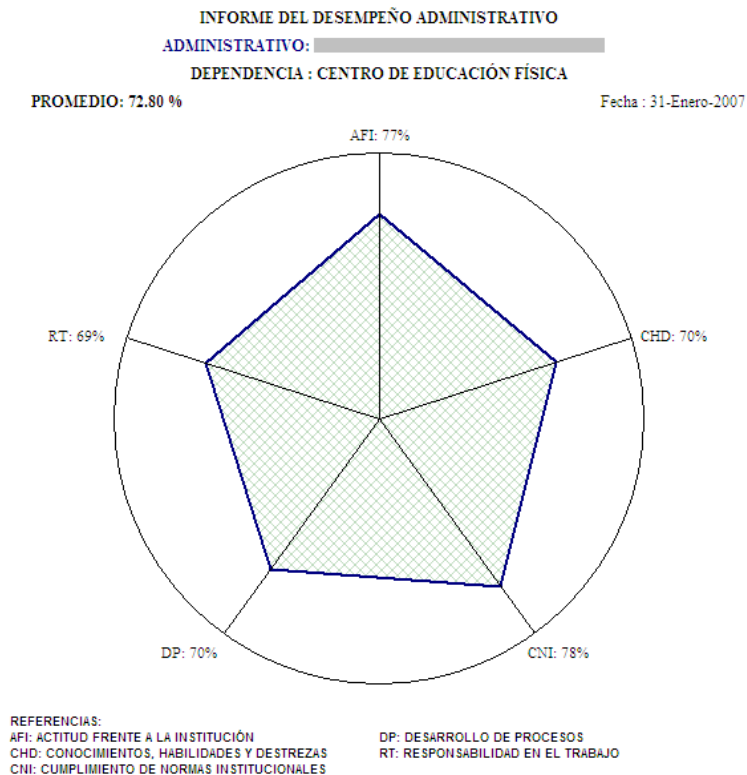 INFORME DEL DESEMPEÑO ADMINISTRATIVO
ADMINISTRATIVO:
DEPENDENCIA : CENTRO DE EDUCACIÓN FÍSICA
PROMEDIO: 72.80 % Fecha : 31-Enero-2007
AFI: 77%
RT: 69% CHD: 70%
DP: 70% CNI: 78%
REFERENCIAS:
AFI: ACTITUD FRENTE A LA INSTITUCIÓN DP: DESARROLLO DE PROCESOS
CHD: CONOCIMIENTOS, HABILIDADES Y DESTREZAS RT: RESPONSABILIDAD EN EL TRABAJO
CNI: CUMPLIMIENTO DE NORMAS INSTITUCIONALES